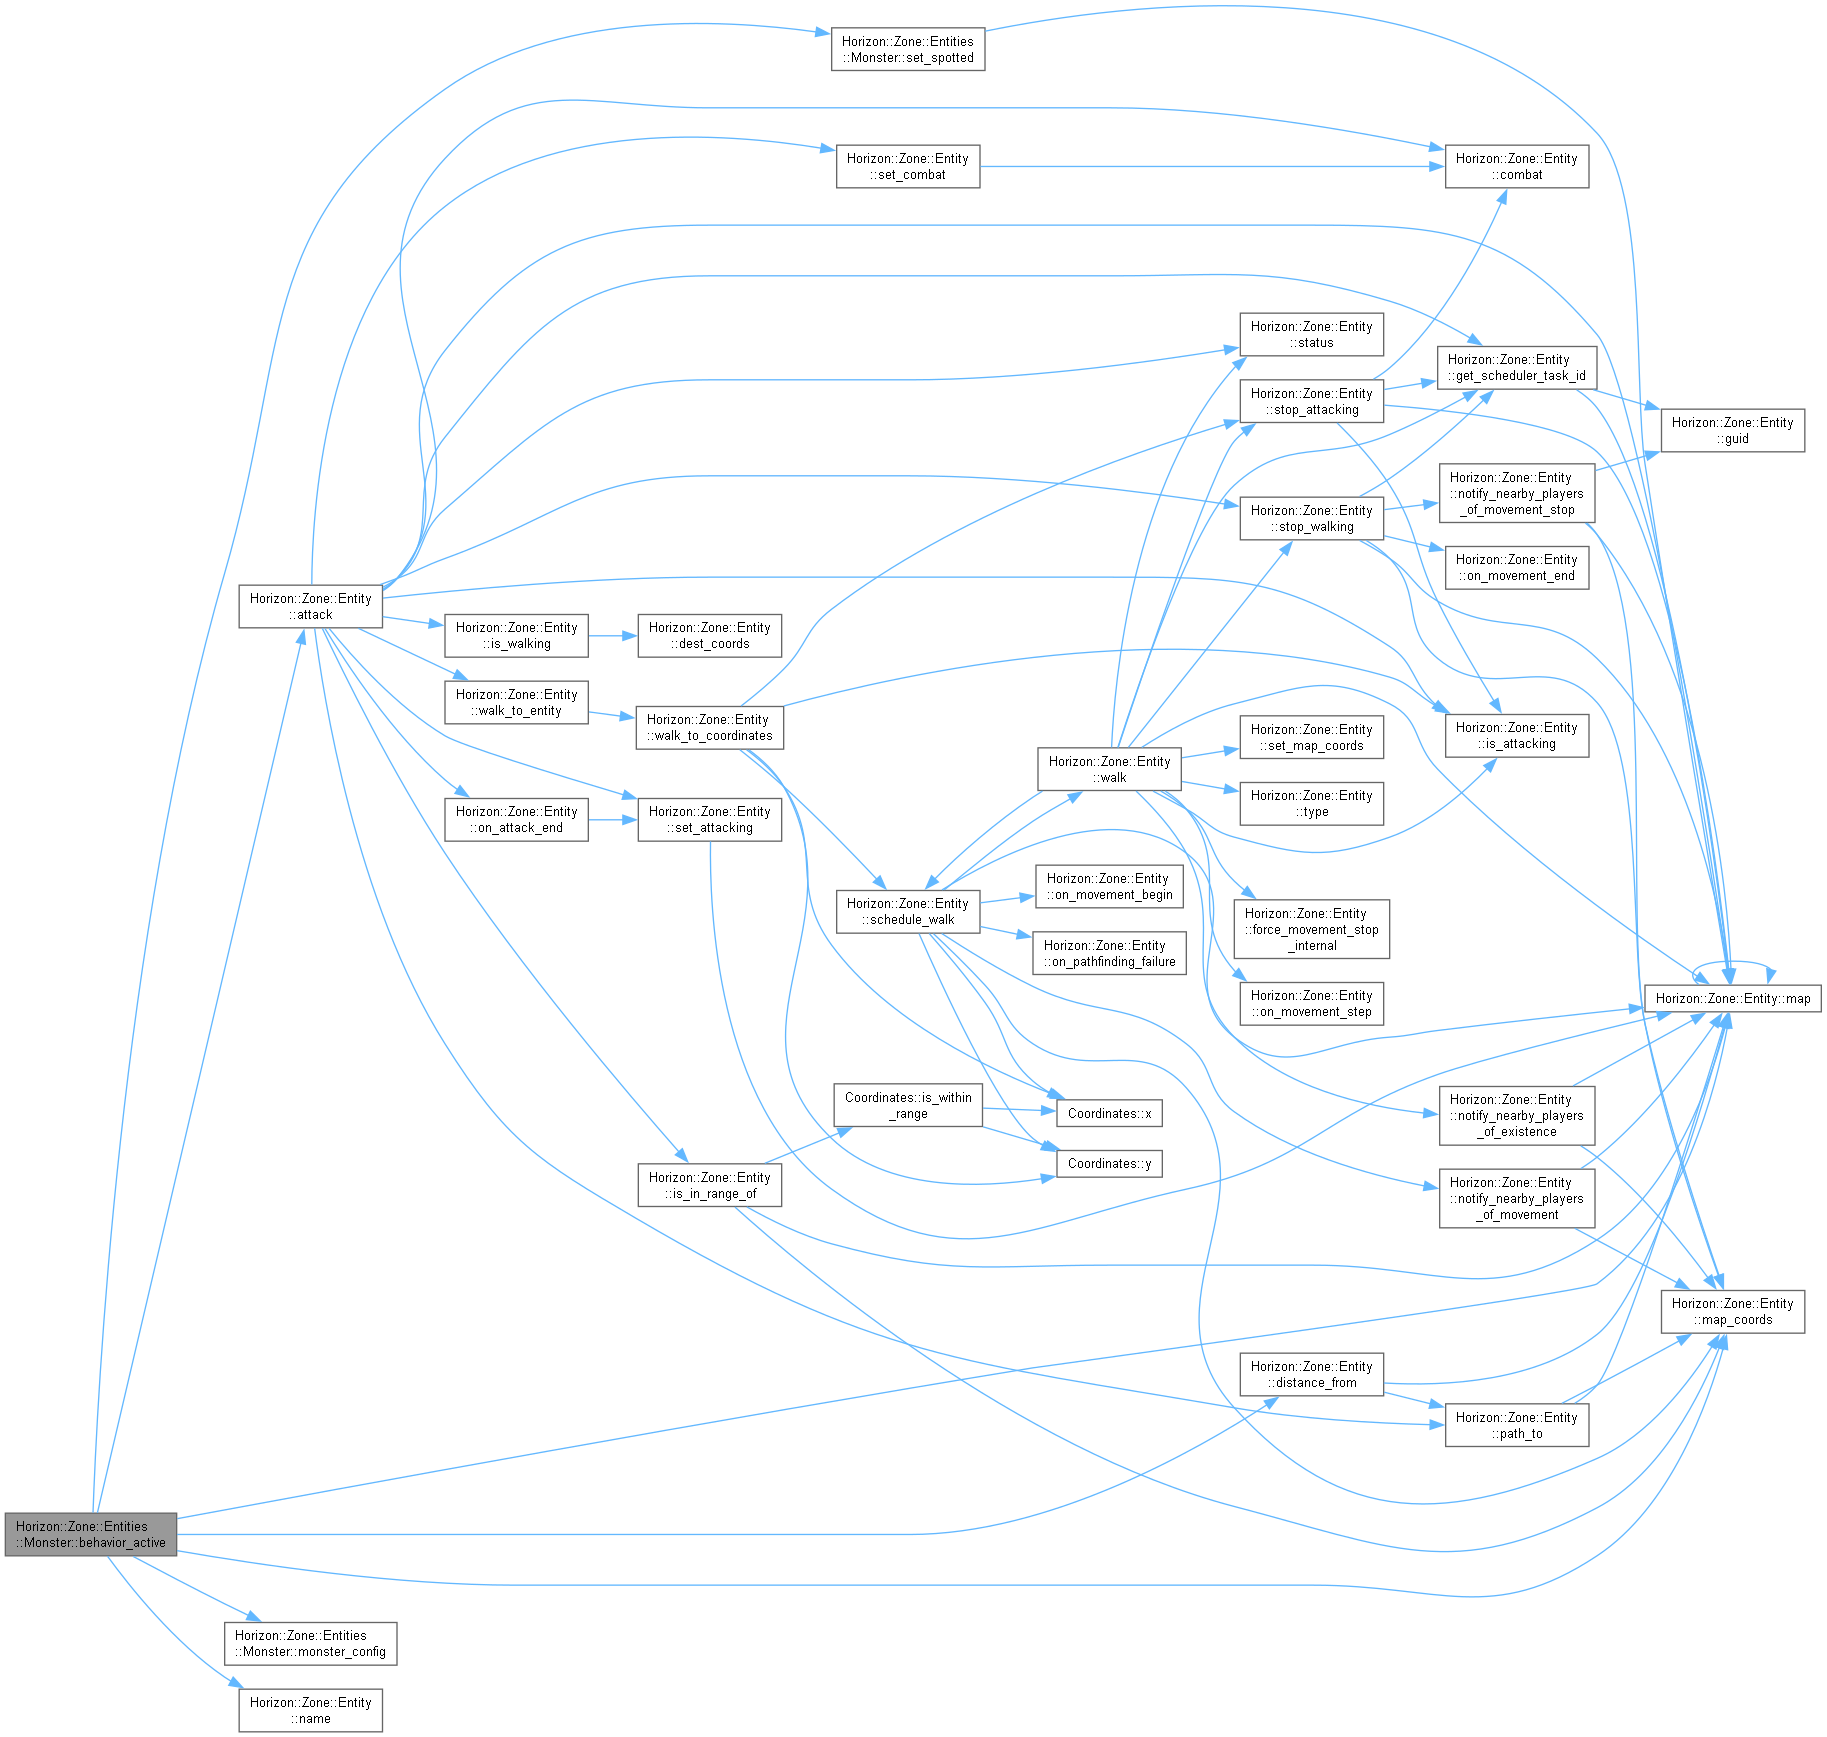 Horizon::Zone::Entities
::Monster::set_spotted
Horizon::Zone::Entity
::set_combat
Horizon::Zone::Entity
::combat
Horizon::Zone::Entity
::status
Horizon::Zone::Entity
::get_scheduler_task_id
Horizon::Zone::Entity
::stop_attacking
Horizon::Zone::Entity
::guid
Horizon::Zone::Entity
::notify_nearby_players
_of_movement_stop
Horizon::Zone::Entity
::stop_walking
Horizon::Zone::Entity
::on_movement_end
Horizon::Zone::Entity
::attack
Horizon::Zone::Entity
::is_walking
Horizon::Zone::Entity
::dest_coords
Horizon::Zone::Entity
::walk_to_entity
Horizon::Zone::Entity
::walk_to_coordinates
Horizon::Zone::Entity
::set_map_coords
Horizon::Zone::Entity
::is_attacking
Horizon::Zone::Entity
::walk
Horizon::Zone::Entity
::type
Horizon::Zone::Entity
::on_attack_end
Horizon::Zone::Entity
::set_attacking
Horizon::Zone::Entity
::on_movement_begin
Horizon::Zone::Entity
::schedule_walk
Horizon::Zone::Entity
::force_movement_stop
_internal
Horizon::Zone::Entity
::on_pathfinding_failure
Horizon::Zone::Entity
::on_movement_step
Horizon::Zone::Entity::map
Coordinates::is_within
_range
Coordinates::x
Horizon::Zone::Entity
::notify_nearby_players
_of_existence
Coordinates::y
Horizon::Zone::Entity
::is_in_range_of
Horizon::Zone::Entity
::notify_nearby_players
_of_movement
Horizon::Zone::Entity
::map_coords
Horizon::Zone::Entity
::distance_from
Horizon::Zone::Entity
::path_to
Horizon::Zone::Entities
::Monster::behavior_active
Horizon::Zone::Entities
::Monster::monster_config
Horizon::Zone::Entity
::name